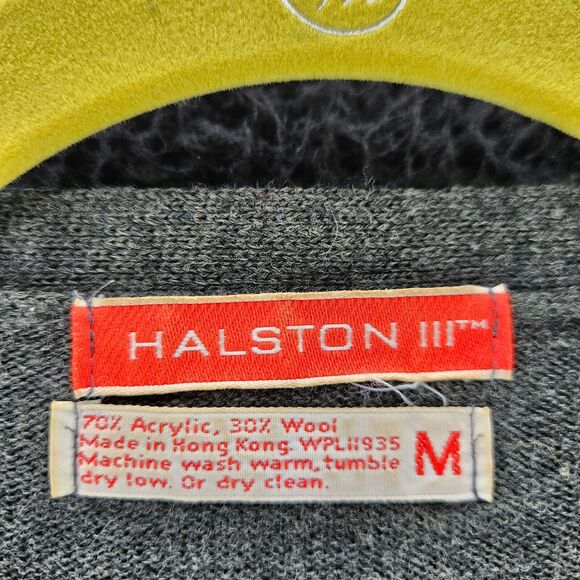 HALSTON III™
70% Acrylic, 30% Wool
Made in Hong Kong. WPL11935
Machine wash warm, tumble
dry low. Or dry clean.
M